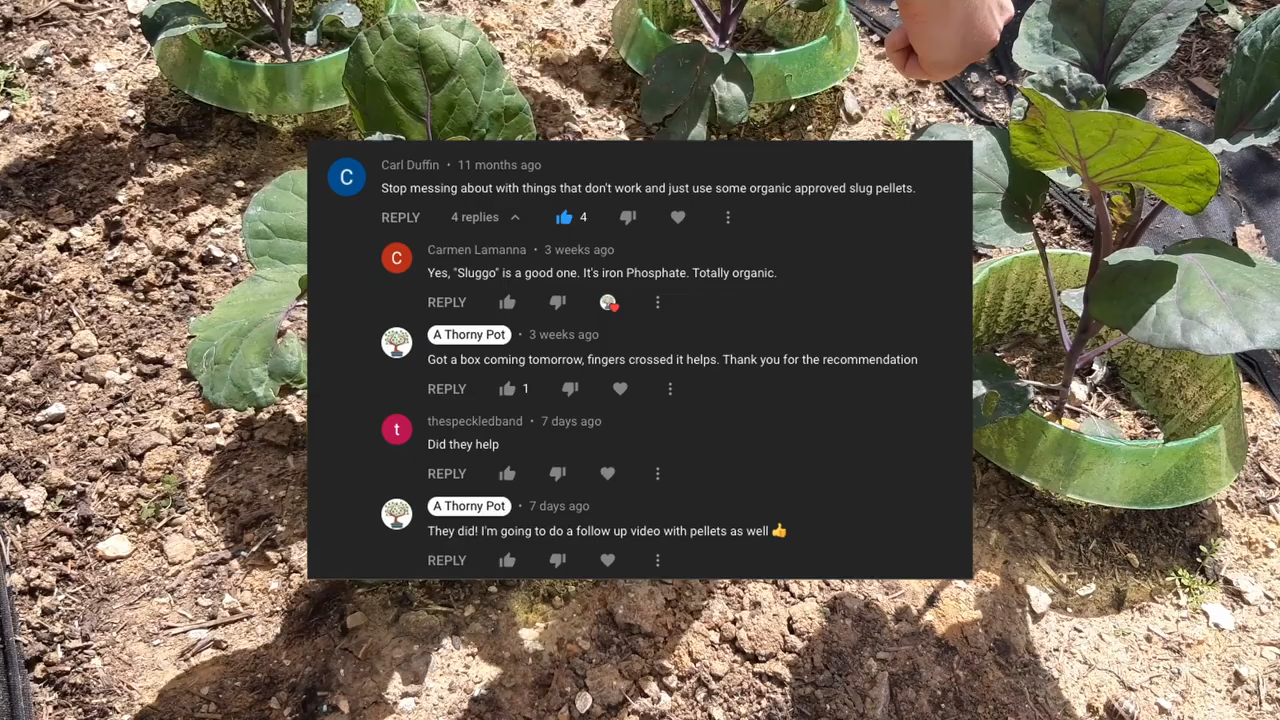 C
Carl Duffin • 11 months ago
Stop messing about with things that don't work and just use some organic approved slug pellets.
REPLY 4 replies 4
C
Carmen Lamanna • 3 weeks ago
Yes, "Sluggo" is a good one. It's iron Phosphate. Totally organic.
REPLY
A Thorny Pot • 3 weeks ago
Got a box coming tomorrow, fingers crossed it helps. Thank you for the recommendation
REPLY 1
t
thespeckledband • 7 days ago
Did they help
REPLY
A Thorny Pot • 7 days ago
They did! I'm going to do a follow up video with pellets as well 👍
REPLY